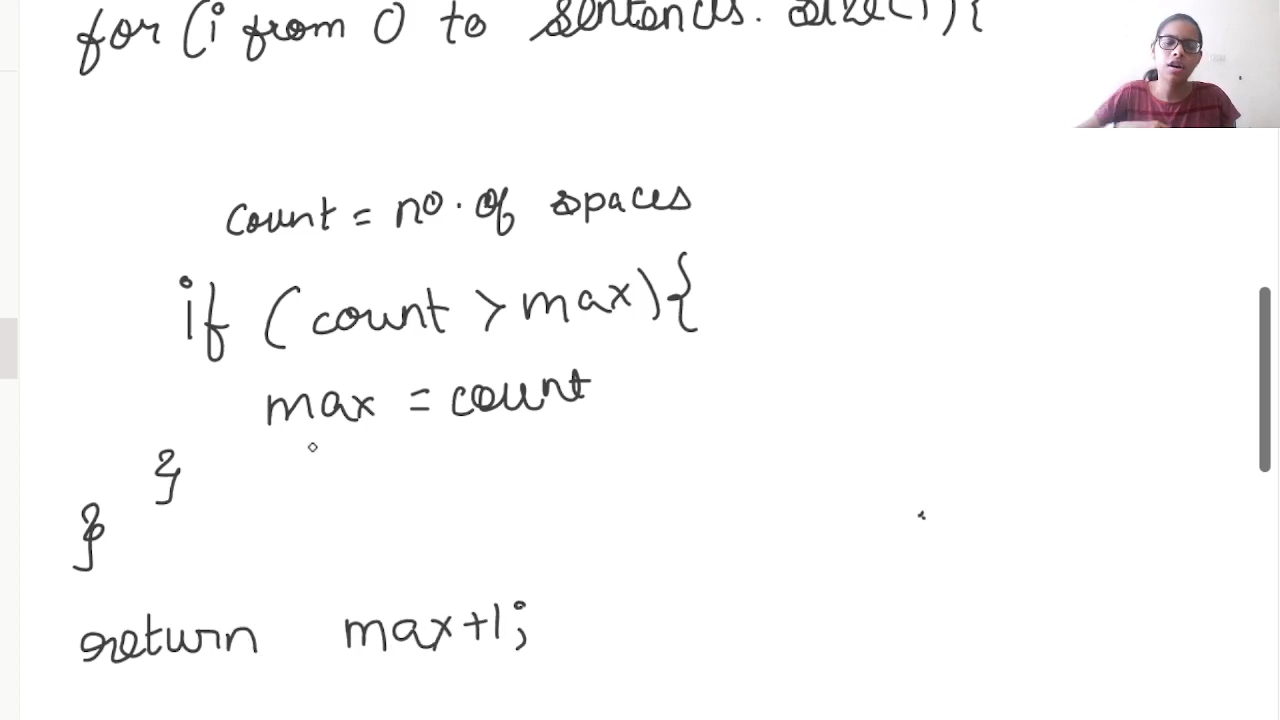 for (i from 0 to sentences.size()){
count = no. of spaces
if (count > max){
max = count
}
}
return max+1;